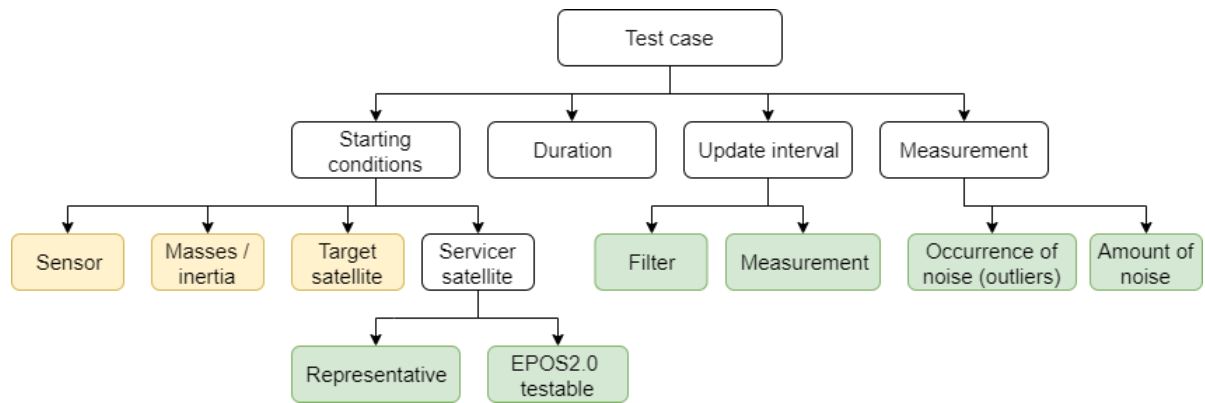 Test case
Starting
conditions
Duration
Update interval
Measurement
Sensor
Masses /
inertia
Target
satellite
Servicer
satellite
Filter
Measurement
Occurrence of
noise (outliers)
Amount of
noise
Representative
EPOS2.0
testable